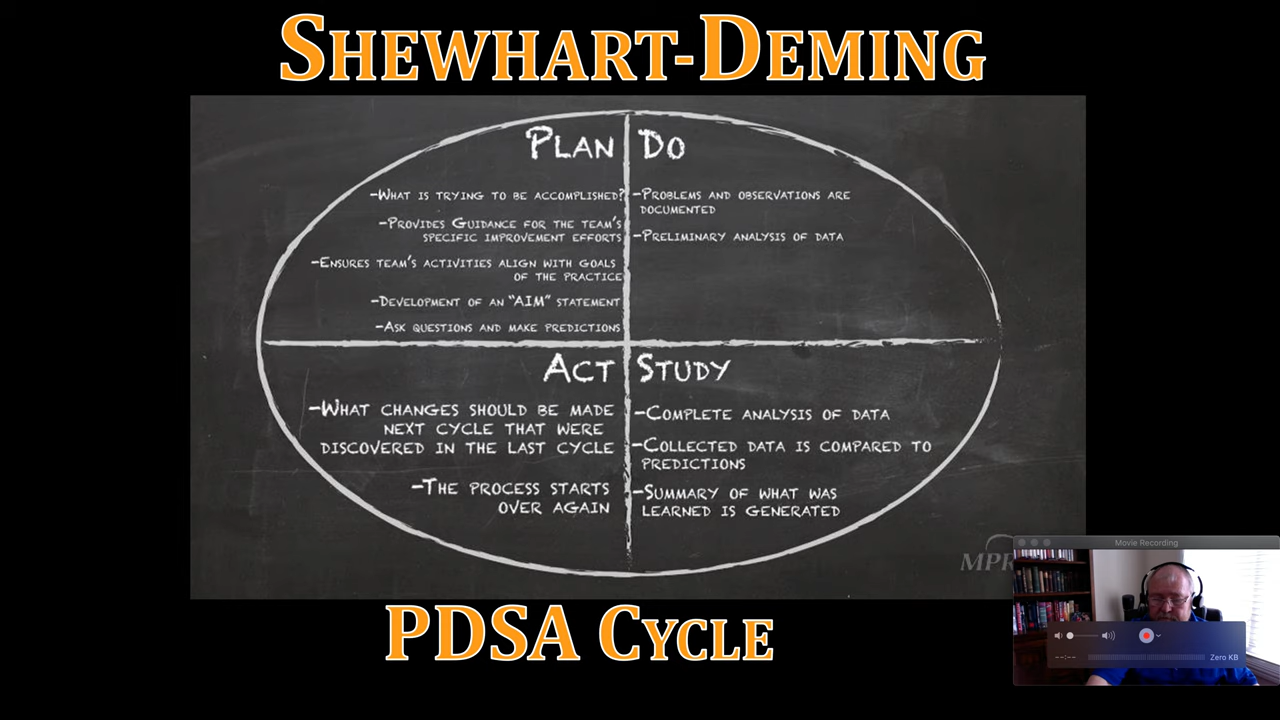 SHEWHART-DEMING
PLAN
-WHAT IS TRYING TO BE ACCOMPLISHED?
-PROVIDES GUIDANCE FOR THE TEAM'S
SPECIFIC IMPROVEMENT EFFORTS
-ENSURES TEAM'S ACTIVITIES ALIGN WITH GOALS
OF THE PRACTICE
-DEVELOPMENT OF AN "AIM" STATEMENT
-ASK QUESTIONS AND MAKE PREDICTIONS
DO
-PROBLEMS AND OBSERVATIONS ARE
DOCUMENTED
-PRELIMINARY ANALYSIS OF DATA
ACT
-WHAT CHANGES SHOULD BE MADE
NEXT CYCLE THAT WERE
DISCOVERED IN THE LAST CYCLE
-THE PROCESS STARTS
OVER AGAIN
STUDY
-COMPLETE ANALYSIS OF DATA
-COLLECTED DATA IS COMPARED TO
PREDICTIONS
-SUMMARY OF WHAT WAS
LEARNED IS GENERATED
Movie Recording
--:--
Zero KB
PDSA CYCLE